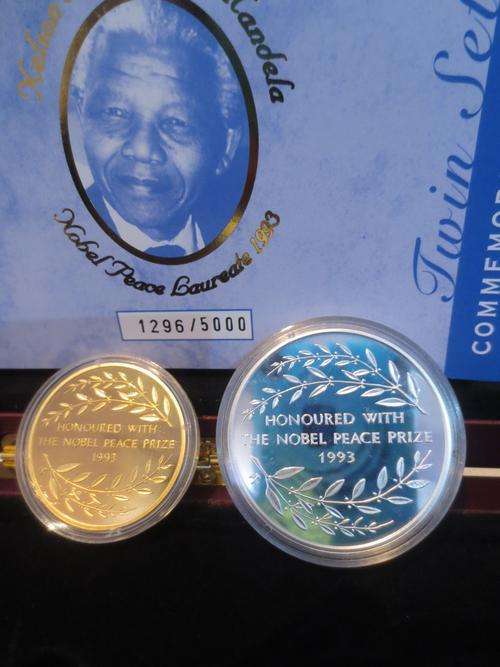 Mandela
Nobel Peace Laureate 1993
Twin Set
1296/5000
HONOURED WITH
THE NOBEL PEACE PRIZE
1993
HONOURED WITH
THE NOBEL PEACE PRIZE
1993